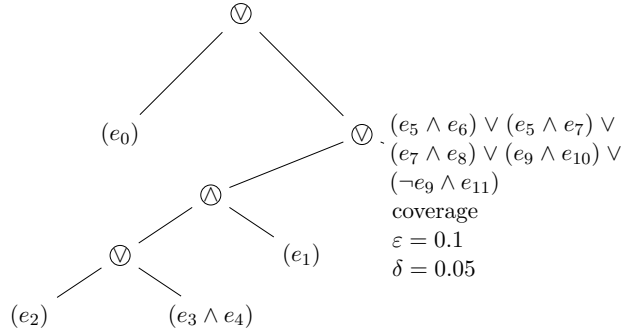 Ⓥ
(e₀)
Ⓥ
(e₅ ∧ e₆) ∨ (e₅ ∧ e₇) ∨
(e₇ ∧ e₈) ∨ (e₉ ∧ e₁₀) ∨
(¬e₉ ∧ e₁₁)
coverage
ε = 0.1
δ = 0.05
⊗
(e₁)
Ⓥ
(e₂)
(e₃ ∧ e₄)